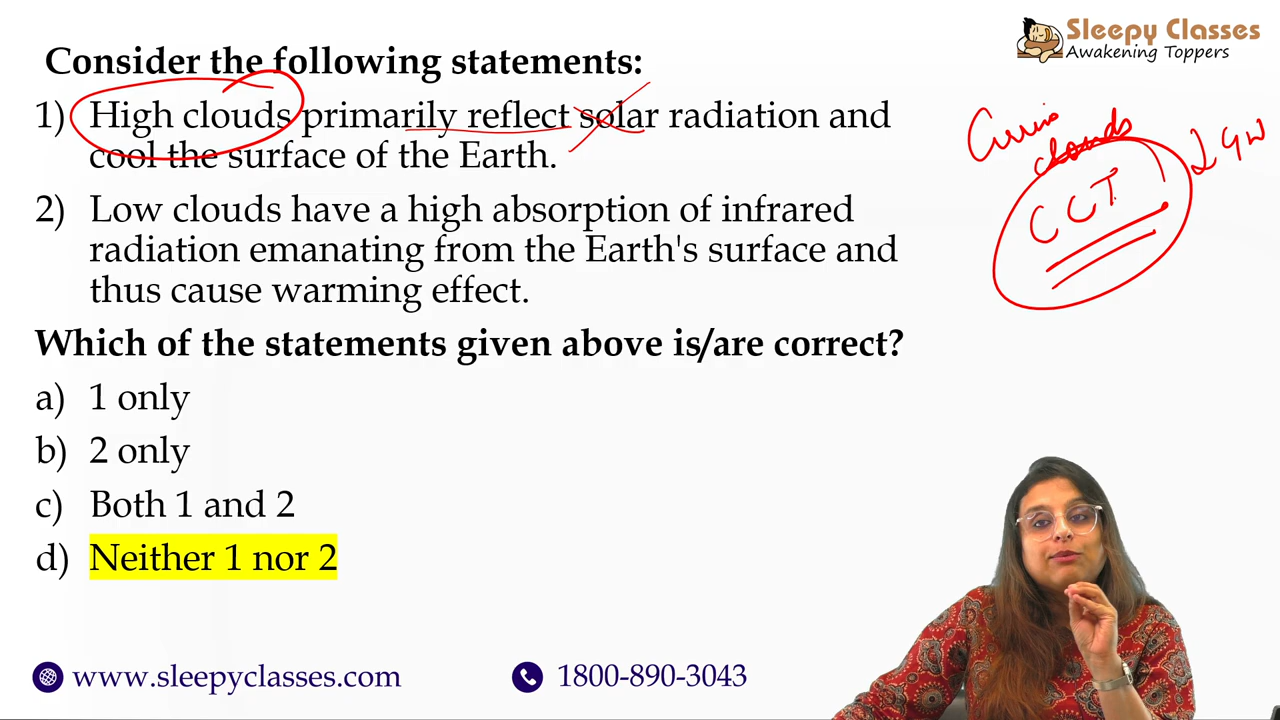 Sleepy Classes
Awakening Toppers
Consider the following statements:
1) High clouds primarily reflect solar radiation and
cool the surface of the Earth.
2) Low clouds have a high absorption of infrared
radiation emanating from the Earth's surface and
thus cause warming effect.
Which of the statements given above is/are correct?
a) 1 only
b) 2 only
c) Both 1 and 2
d) Neither 1 nor 2
clouds
CCT
www.sleepyclasses.com
1800-890-3043